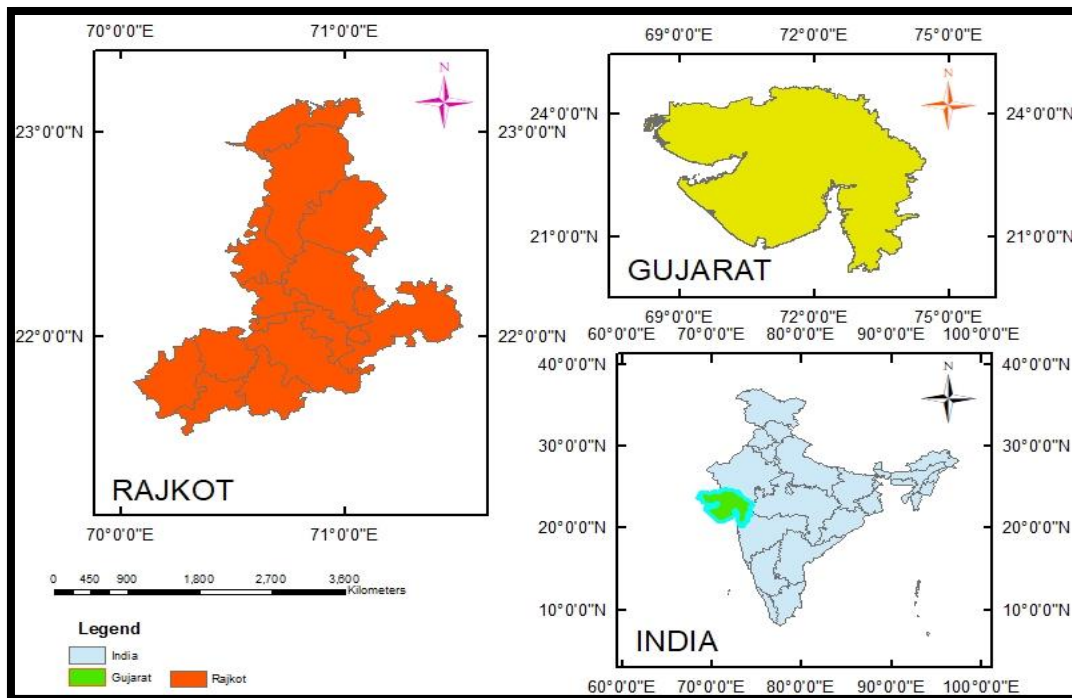 70°0'0"E 71°0'0"E
N
23°0'0"N 23°0'0"N
22°0'0"N 22°0'0"N
RAJKOT
70°0'0"E 71°0'0"E
69°0'0"E 72°0'0"E 75°0'0"E
N
24°0'0"N 24°0'0"N
21°0'0"N 21°0'0"N
GUJARAT
69°0'0"E 72°0'0"E 75°0'0"E
60°0'0"E 70°0'0"E 80°0'0"E 90°0'0"E 100°0'0"E
N
40°0'0"N 40°0'0"N
30°0'0"N 30°0'0"N
20°0'0"N 20°0'0"N
10°0'0"N 10°0'0"N
INDIA
60°0'0"E 70°0'0"E 80°0'0"E 90°0'0"E 100°0'0"E
0 450 900 1,800 2,700 3,600
Kilometers
Legend
India
Gujarat Rajkot